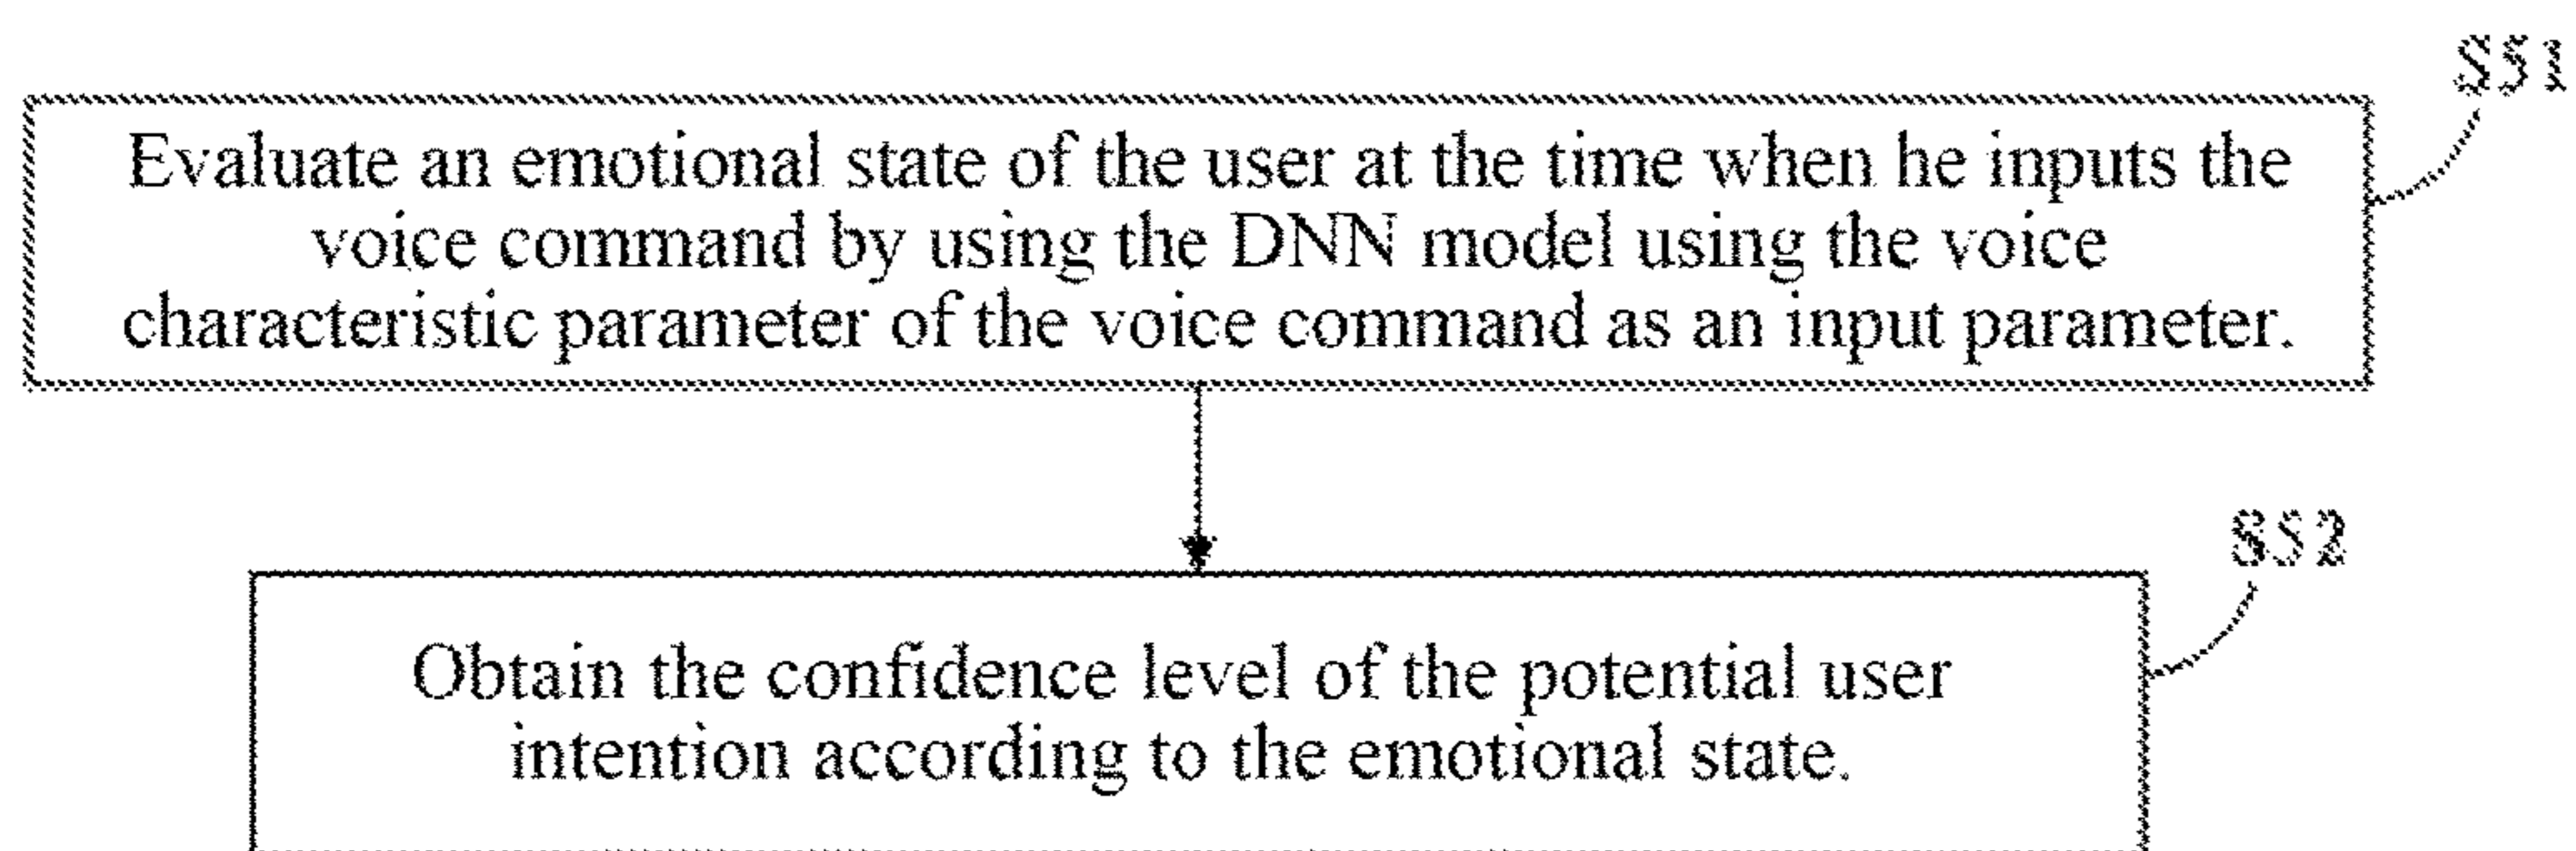 S51
Evaluate an emotional state of the user at the time when he inputs the
voice command by using the DNN model using the voice
characteristic parameter of the voice command as an input parameter.
S52
Obtain the confidence level of the potential user
intention according to the emotional state.